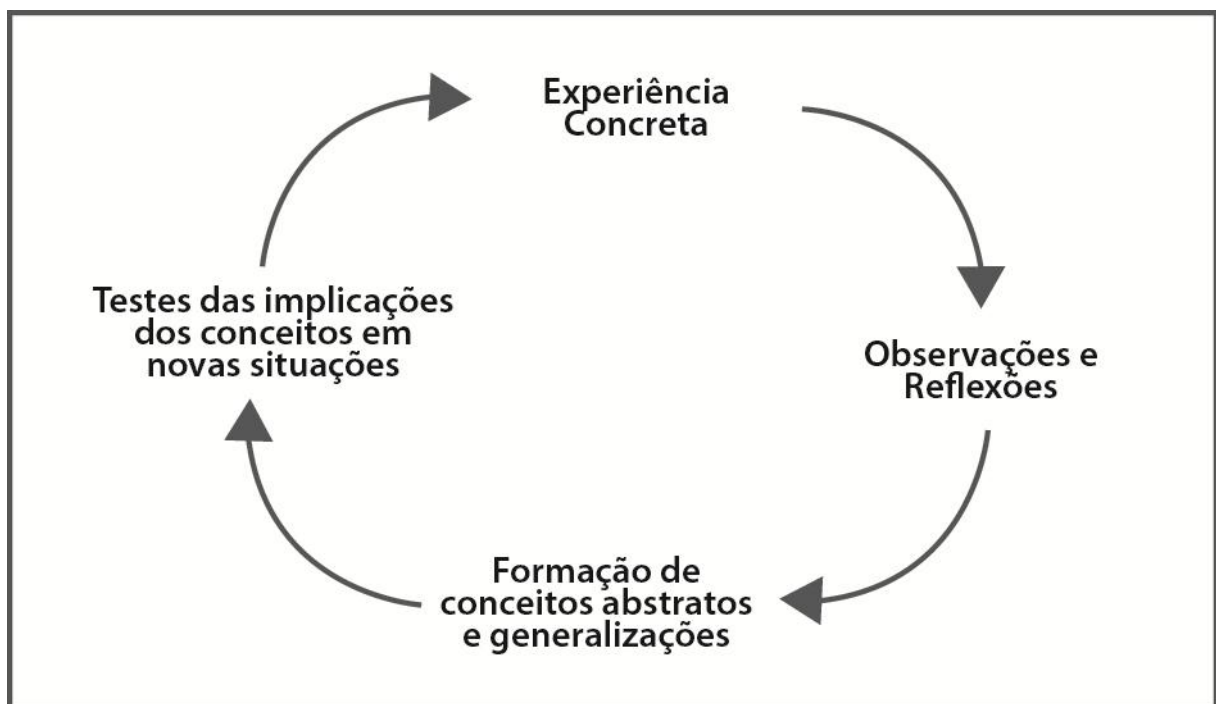 Experiência
Concreta
Observações e
Reflexões
Formação de
conceitos abstratos
e generalizações
Testes das implicações
dos conceitos em
novas situações